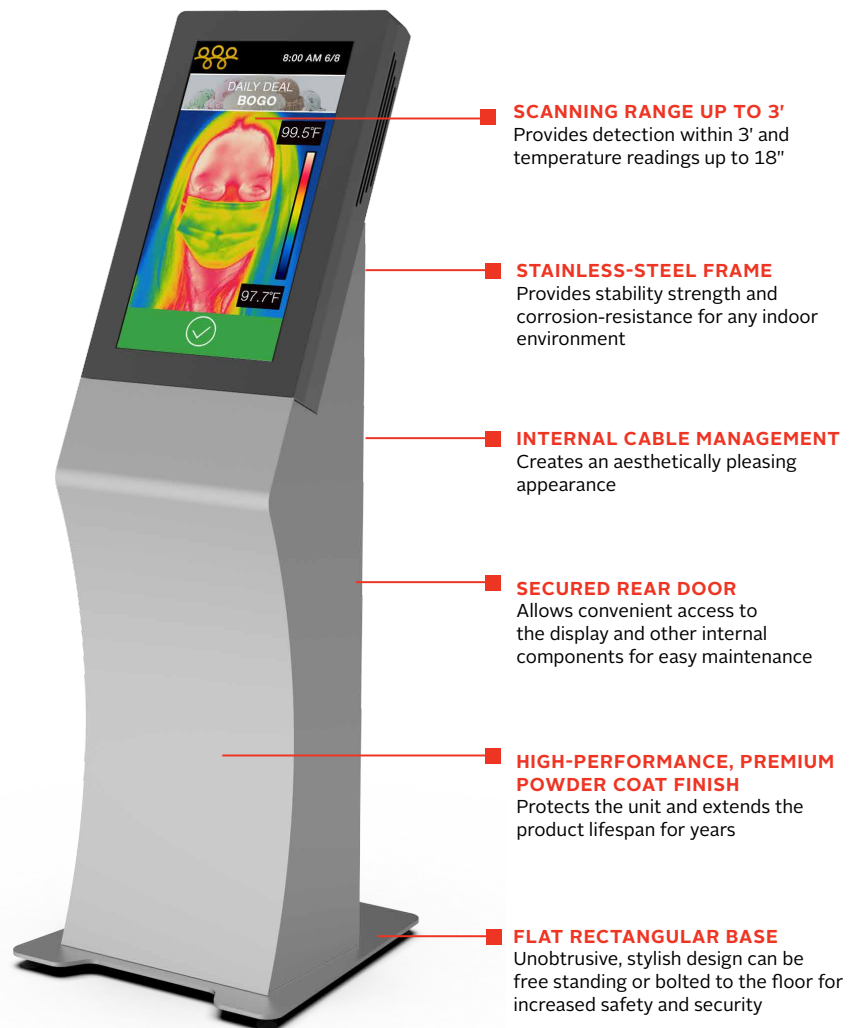 8:00 AM 6/8
DAILY DEAL
BOGO
99.5°F
97.7°F
SCANNING RANGE UP TO 3'
Provides detection within 3' and
temperature readings up to 18"
STAINLESS-STEEL FRAME
Provides stability strength and
corrosion-resistance for any indoor
environment
INTERNAL CABLE MANAGEMENT
Creates an aesthetically pleasing
appearance
SECURED REAR DOOR
Allows convenient access to
the display and other internal
components for easy maintenance
HIGH-PERFORMANCE, PREMIUM
POWDER COAT FINISH
Protects the unit and extends the
product lifespan for years
FLAT RECTANGULAR BASE
Unobtrusive, stylish design can be
free standing or bolted to the floor for
increased safety and security